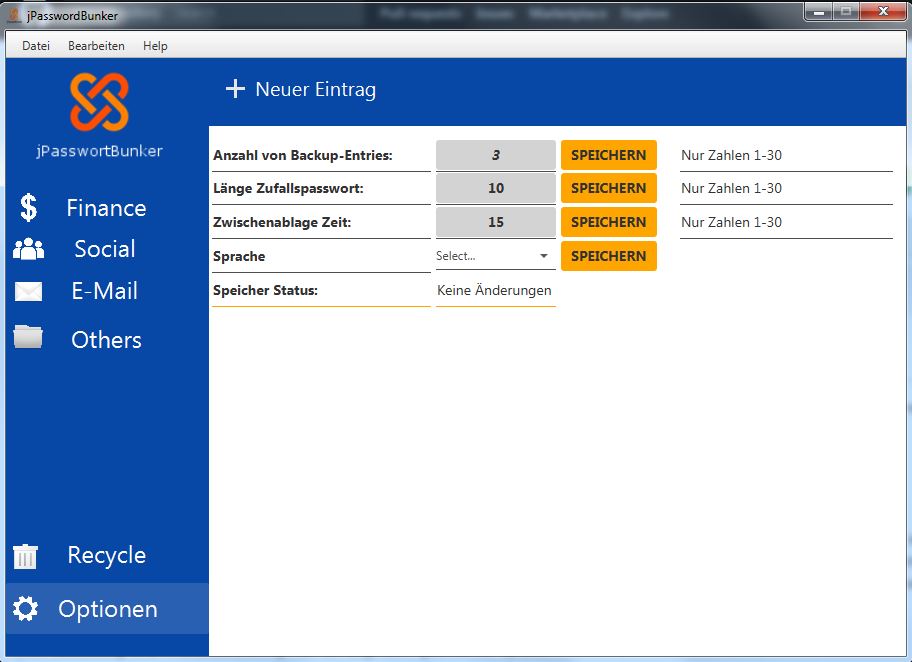 jPasswordBunker
Datei Bearbeiten Help
jPasswortBunker
Neuer Eintrag
Finance
Social
E-Mail
Others
Recycle
Optionen
Anzahl von Backup-Entries: 3 SPEICHERN Nur Zahlen 1-30
Länge Zufallspasswort: 10 SPEICHERN Nur Zahlen 1-30
Zwischenablage Zeit: 15 SPEICHERN Nur Zahlen 1-30
Sprache Select... SPEICHERN
Speicher Status: Keine Änderungen